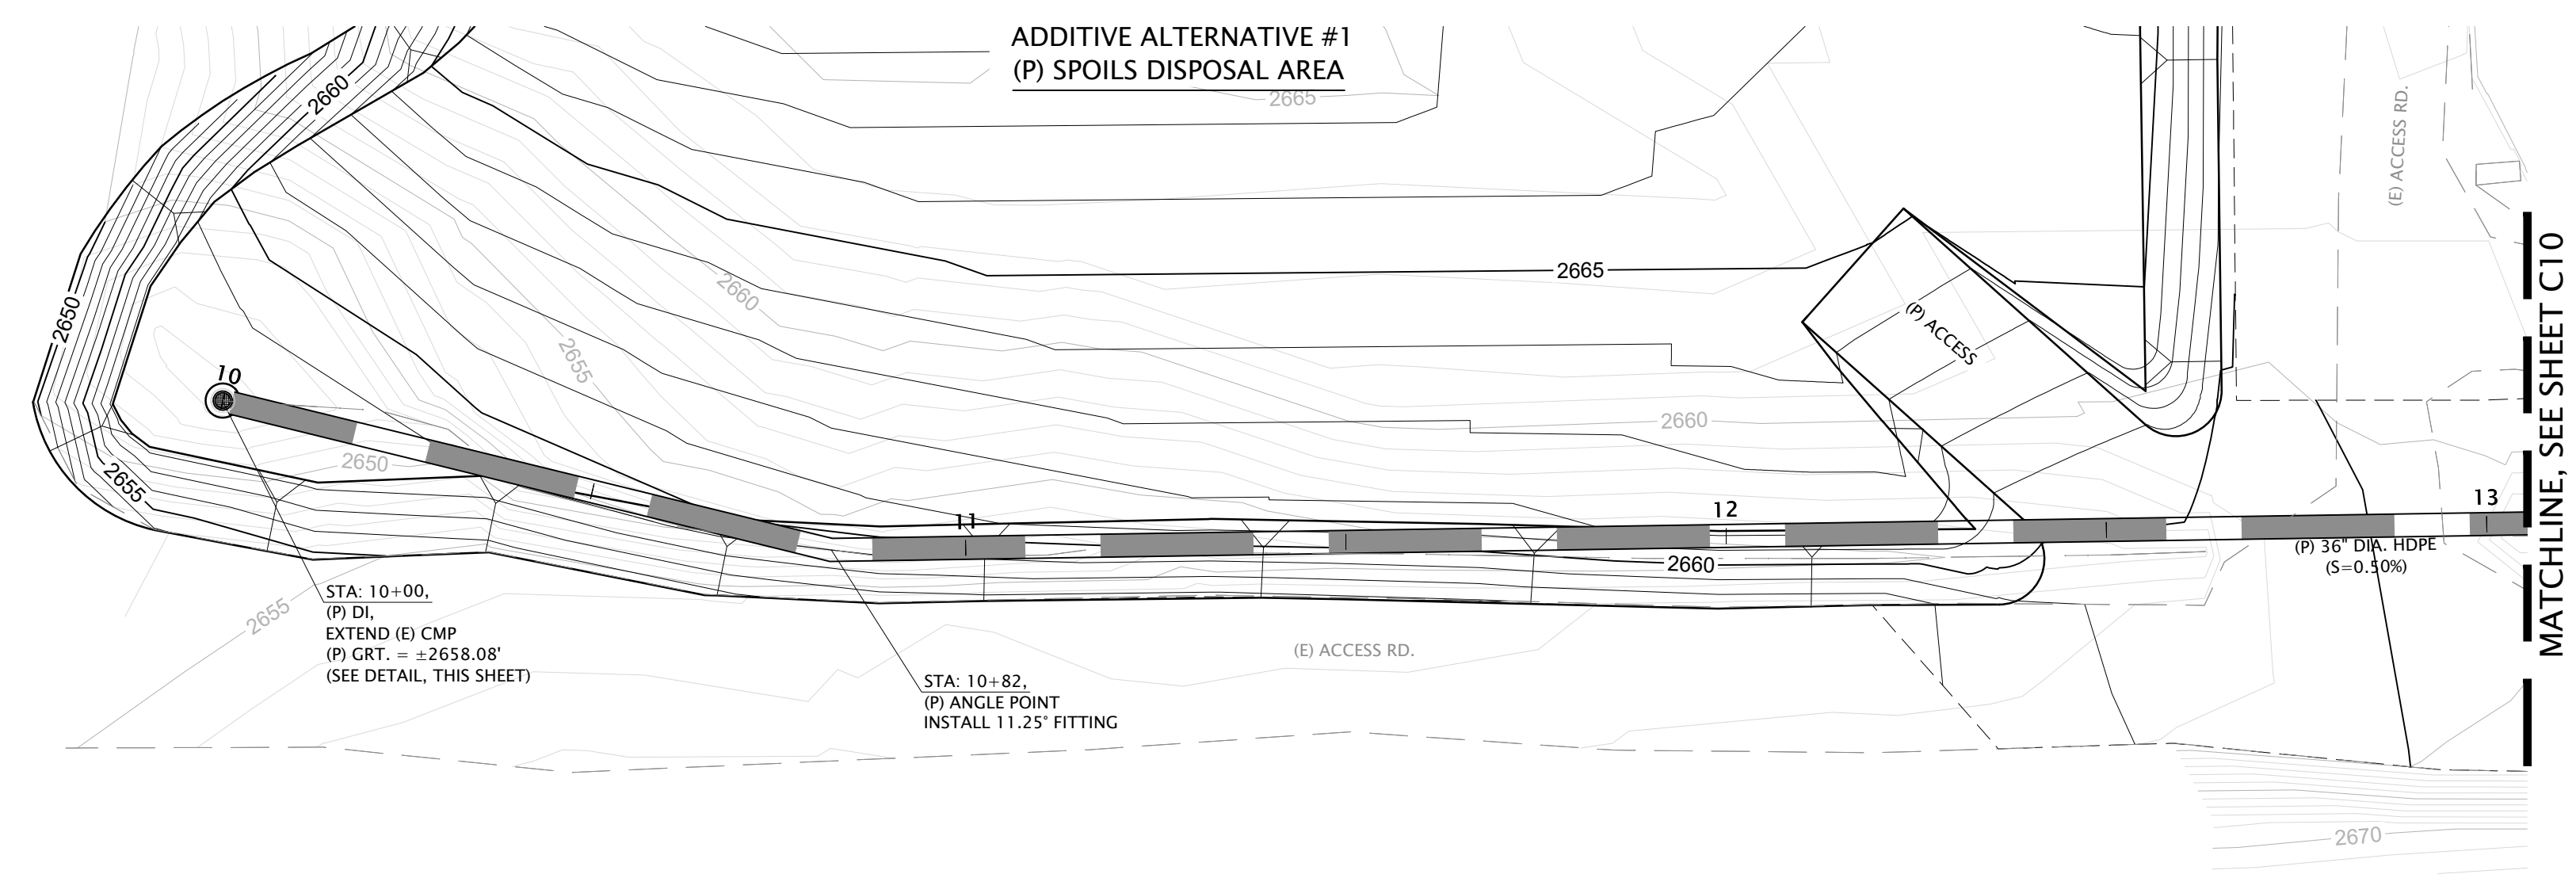 ADDITIVE ALTERNATIVE #1
(P) SPOILS DISPOSAL AREA
2665
2660
(E) ACCESS RD.
2665
2660
(P) ACCESS
2650
2655
10
2660
2650
2655
11
12
13
2660
(P) 36" DIA. HDPE
(S=0.50%)
MATCHLINE, SEE SHEET C10
2655
STA: 10+00,
(P) DI,
EXTEND (E) CMP
(P) GRT. = ±2658.08'
(SEE DETAIL, THIS SHEET)
(E) ACCESS RD.
STA: 10+82,
(P) ANGLE POINT
INSTALL 11.25° FITTING
2670